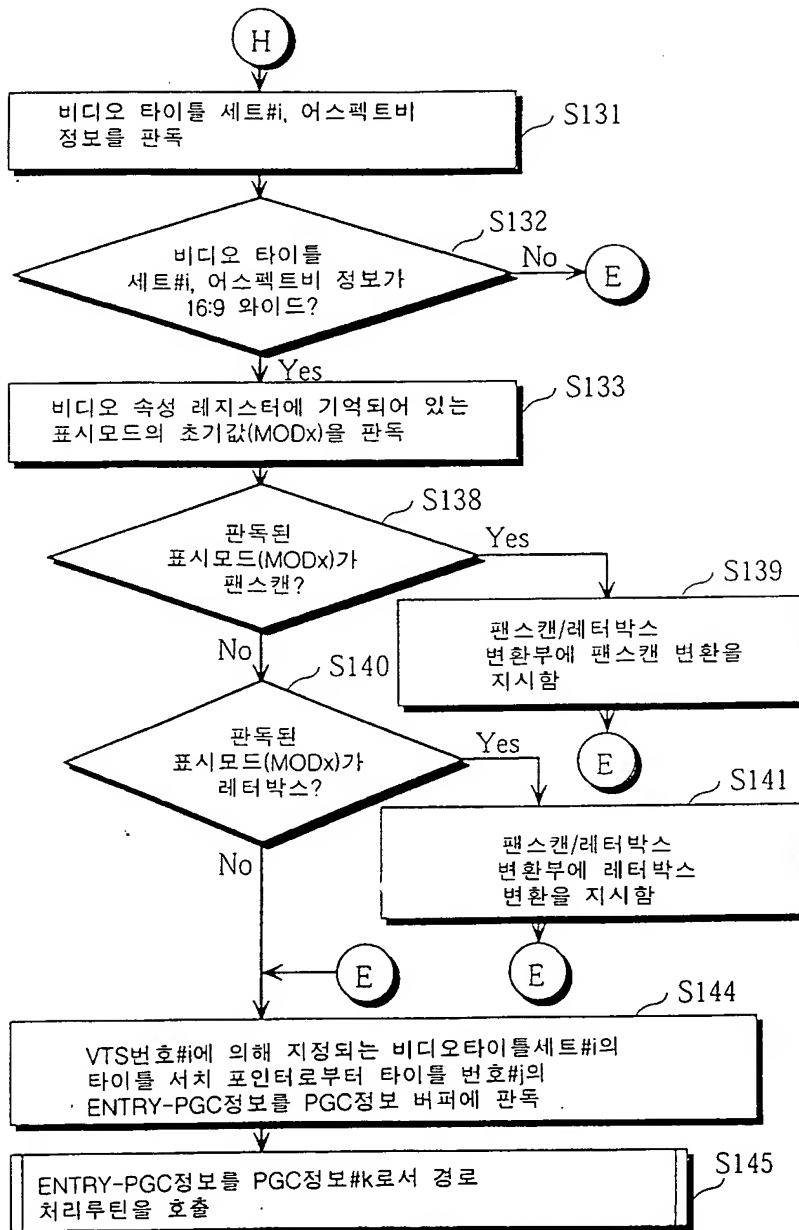 H
비디오 타이틀 세트#i, 어스펙트비
정보를 판독
S131
비디오 타이틀
세트#i, 어스펙트비 정보가
16:9 와이드?
S132
No
E
Yes
비디오 속성 레지스터에 기억되어 있는
표시모드의 초기값(MODx)을 판독
S133
판독된
표시모드(MODx)가
팬스캔?
S138
Yes
팬스캔/레터박스
변환부에 팬스캔 변환을
지시함
S139
E
No
판독된
표시모드(MODx)가
레터박스?
S140
Yes
팬스캔/레터박스
변환부에 레터박스
변환을 지시함
S141
E
No
E
VTS번호#i에 의해 지정되는 비디오타이틀세트#i의
타이틀 서치 포인터로부터 타이틀 번호#j의
ENTRY-PGC정보를 PGC정보 버퍼에 판독
S144
ENTRY-PGC정보를 PGC정보#k로서 경로
처리루틴을 호출
S145